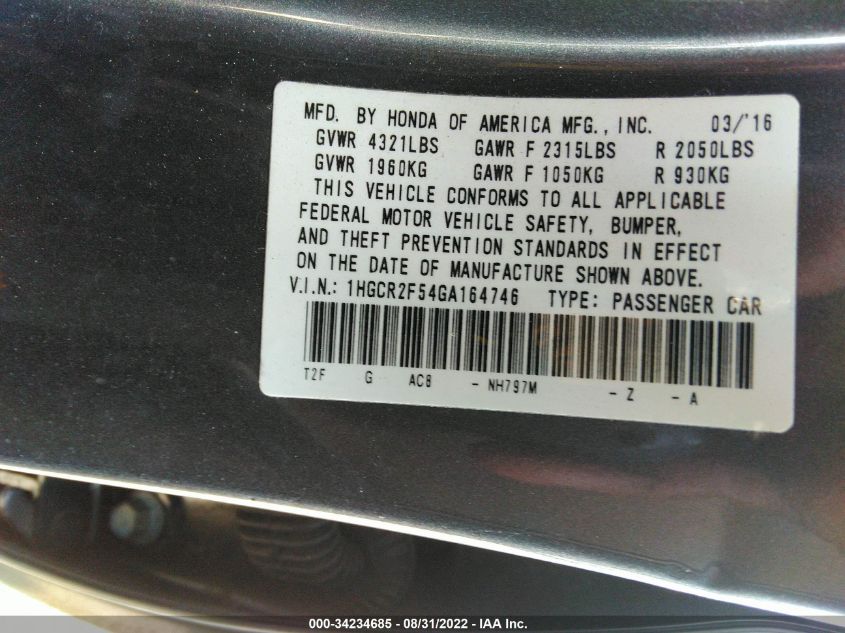 MFD. BY HONDA OF AMERICA MFG., INC. 03/'16
GVWR 4321LBS GAWR F 2315LBS R 2050LBS
GVWR 1960KG GAWR F 1050KG R 930KG
THIS VEHICLE CONFORMS TO ALL APPLICABLE
FEDERAL MOTOR VEHICLE SAFETY, BUMPER,
AND THEFT PREVENTION STANDARDS IN EFFECT
ON THE DATE OF MANUFACTURE SHOWN ABOVE.
V.I.N.: 1HGCR2F54GA164746 TYPE: PASSENGER CAR
T2F G AC8 - NH797M - Z - A
000-34234685 - 08/31/2022 - IAA Inc.